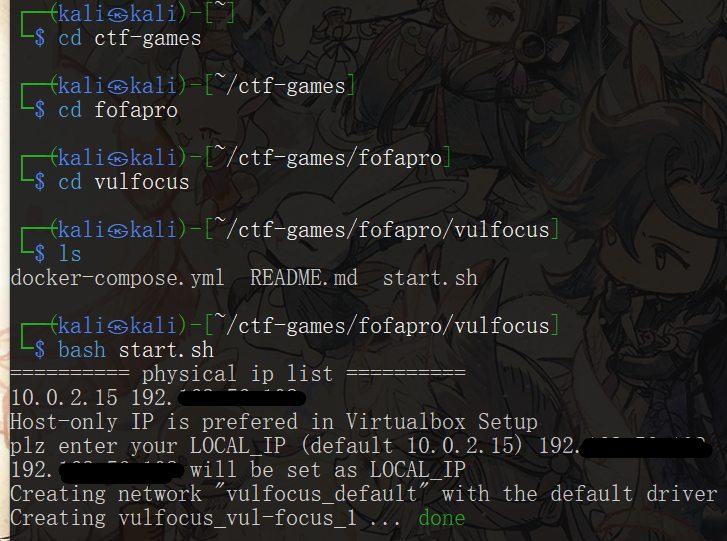 (kali㉿kali)-[~]
$ cd ctf-games
(kali㉿kali)-[~/ctf-games]
$ cd fofapro
(kali㉿kali)-[~/ctf-games/fofapro]
$ cd vulfocus
(kali㉿kali)-[~/ctf-games/fofapro/vulfocus]
$ ls
docker-compose.yml README.md start.sh
(kali㉿kali)-[~/ctf-games/fofapro/vulfocus]
$ bash start.sh
========== physical ip list ==========
10.0.2.15 192.
Host-only IP is prefered in Virtualbox Setup
plz enter your LOCAL_IP (default 10.0.2.15) 192.
192. will be set as LOCAL_IP
Creating network "vulfocus_default" with the default driver
Creating vulfocus_vul-focus_1 ... done